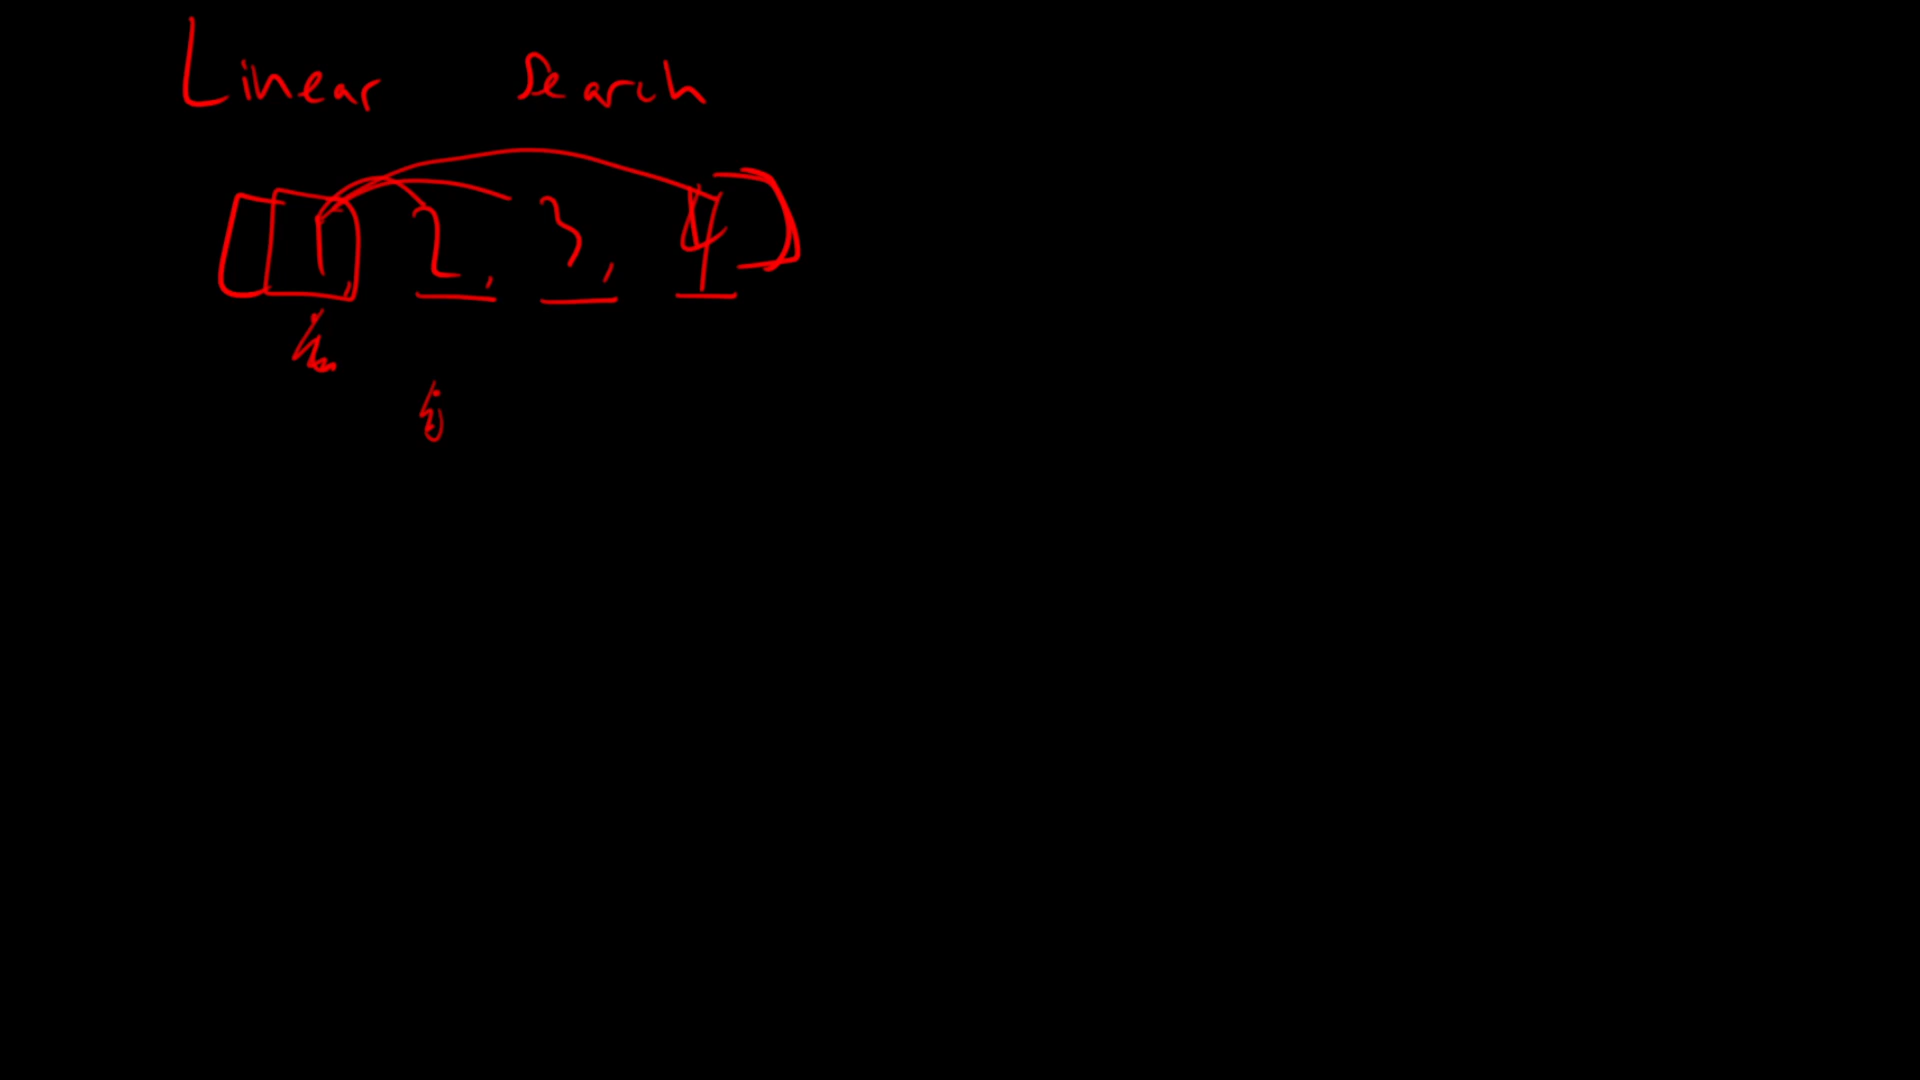 Linear Search
[1, 2, 3, 4]
i
j